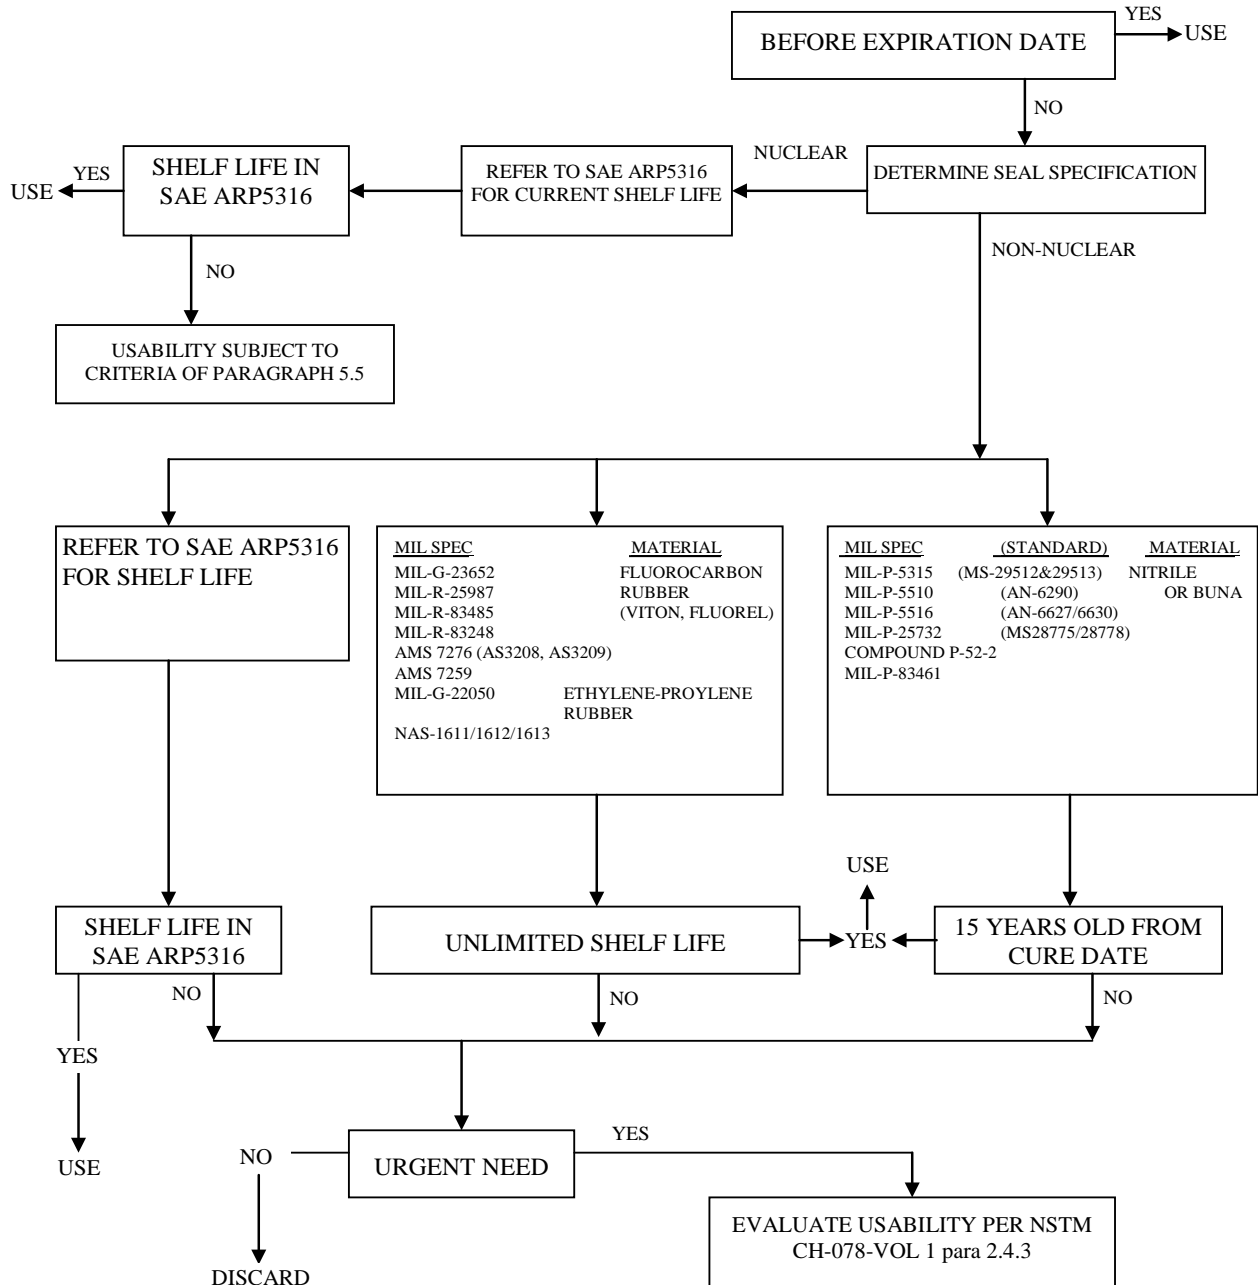 YES
BEFORE EXPIRATION DATE
USE
NO
NUCLEAR
SHELF LIFE IN
SAE ARP5316
YES
USE
REFER TO SAE ARP5316
FOR CURRENT SHELF LIFE
DETERMINE SEAL SPECIFICATION
NON-NUCLEAR
NO
USABILITY SUBJECT TO
CRITERIA OF PARAGRAPH 5.5
REFER TO SAE ARP5316
FOR SHELF LIFE
MIL SPEC MATERIAL
MIL-G-23652 FLUOROCARBON
MIL-R-25987 RUBBER
MIL-R-83485 (VITON, FLUOREL)
MIL-R-83248
AMS 7276 (AS3208, AS3209)
AMS 7259
MIL-G-22050 ETHYLENE-PROYLENE
RUBBER
NAS-1611/1612/1613
MIL SPEC (STANDARD) MATERIAL
MIL-P-5315 (MS-29512&29513) NITRILE
MIL-P-5510 (AN-6290) OR BUNA
MIL-P-5516 (AN-6627/6630)
MIL-P-25732 (MS28775/28778)
COMPOUND P-52-2
MIL-P-83461
USE
SHELF LIFE IN
SAE ARP5316
UNLIMITED SHELF LIFE
YES
15 YEARS OLD FROM
CURE DATE
NO
NO
NO
YES
USE
NO
URGENT NEED
YES
DISCARD
EVALUATE USABILITY PER NSTM
CH-078-VOL 1 para 2.4.3